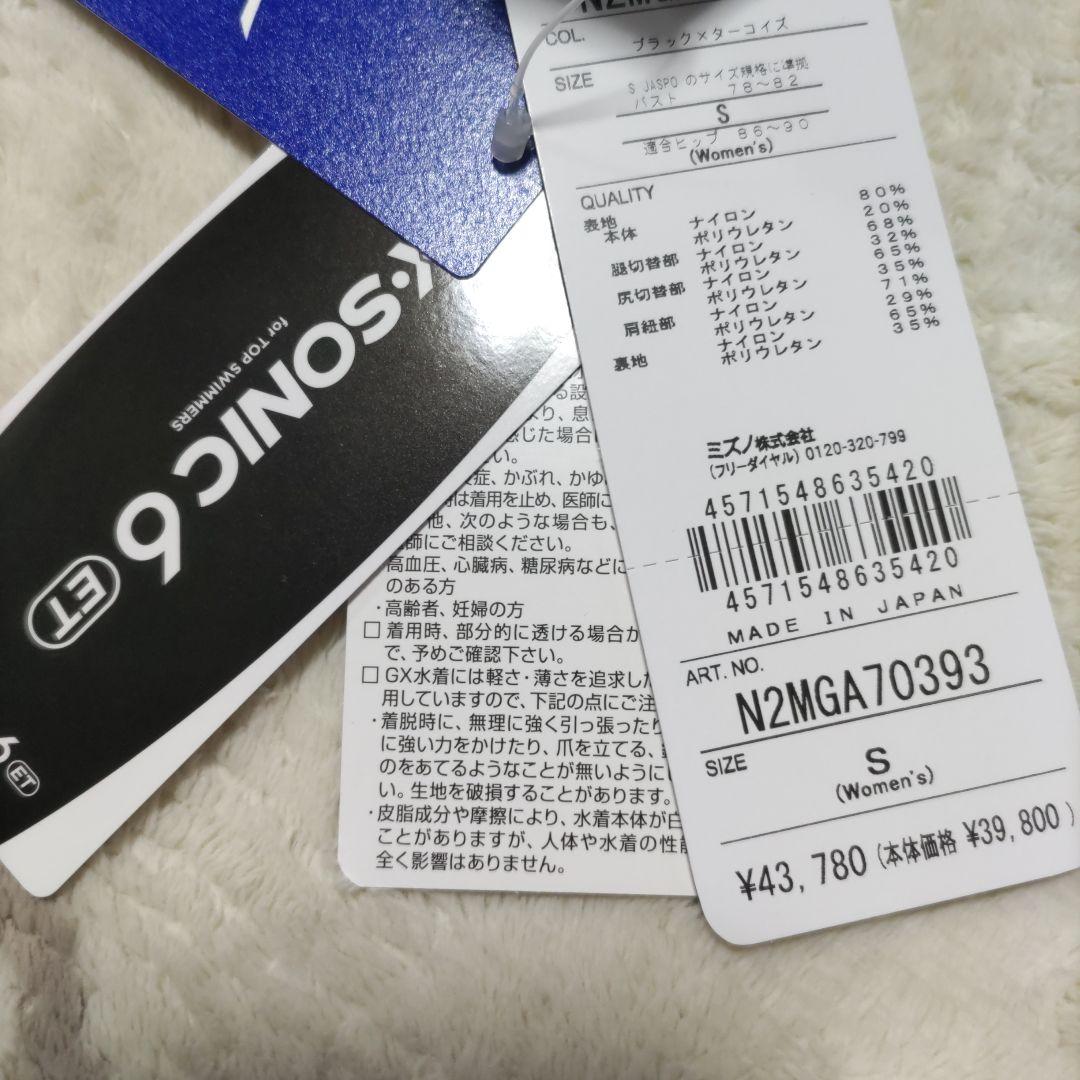 COL. ブラック×ターコイズ
SIZE S JASPO のサイズ規格に準拠
バスト 78～82
S
適合ヒップ 86～90
(Women's)
QUALITY
表地
本体 ナイロン 80%
ポリウレタン 20%
腿切替部 ナイロン 68%
ポリウレタン 32%
尻切替部 ナイロン 65%
ポリウレタン 35%
肩紐部 ナイロン 71%
ポリウレタン 29%
裏地 ナイロン 65%
ポリウレタン 35%
ミズノ株式会社
(フリーダイヤル) 0120-320-799
4571548635420
4571548635420
MADE IN JAPAN
ART. NO.
N2MGA70393
SIZE S
(Women's)
¥43,780 (本体価格 ¥39,800)
X・SONIC 6 ET
for TOP SWIMMERS
6 ET
る設
より、息
感じた場合に
い。
症、かぶれ、かゆ
は着用を止め、医師に
他、次のような場合も、
師にご相談ください。
高血圧、心臓病、糖尿病などに
のある方
・高齢者、妊婦の方
□ 着用時、部分的に透ける場合が
で、予めご確認下さい。
□ GX水着には軽さ・薄さを追求した
用していますので、下記の点にご注
・着脱時に、無理に強く引っ張ったり
に強い力をかけたり、爪を立てる、
のをあてるようなことが無いようにし
い。生地を破損することがあります。
・皮脂成分や摩擦により、水着本体が白
ことがありますが、人体や水着の性能
全く影響はありません。